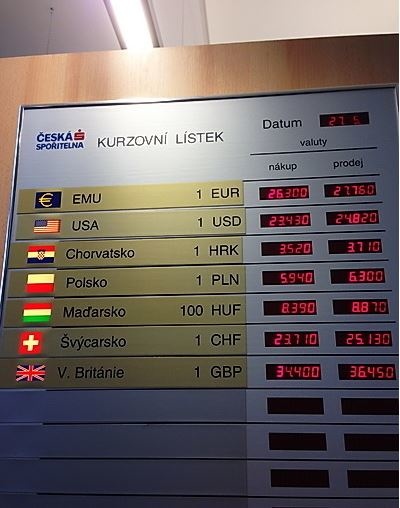 Datum 27. 5.
ČESKÁ
SPOŘITELNA
KURZOVNÍ LÍSTEK
valuty
nákup prodej
EMU 1 EUR 26.300 27.760
USA 1 USD 23.430 24.820
Chorvatsko 1 HRK 3.520 3.710
Polsko 1 PLN 5.940 6.300
Maďarsko 100 HUF 8.390 8.870
Švýcarsko 1 CHF 23.710 25.130
V. Británie 1 GBP 34.400 36.450